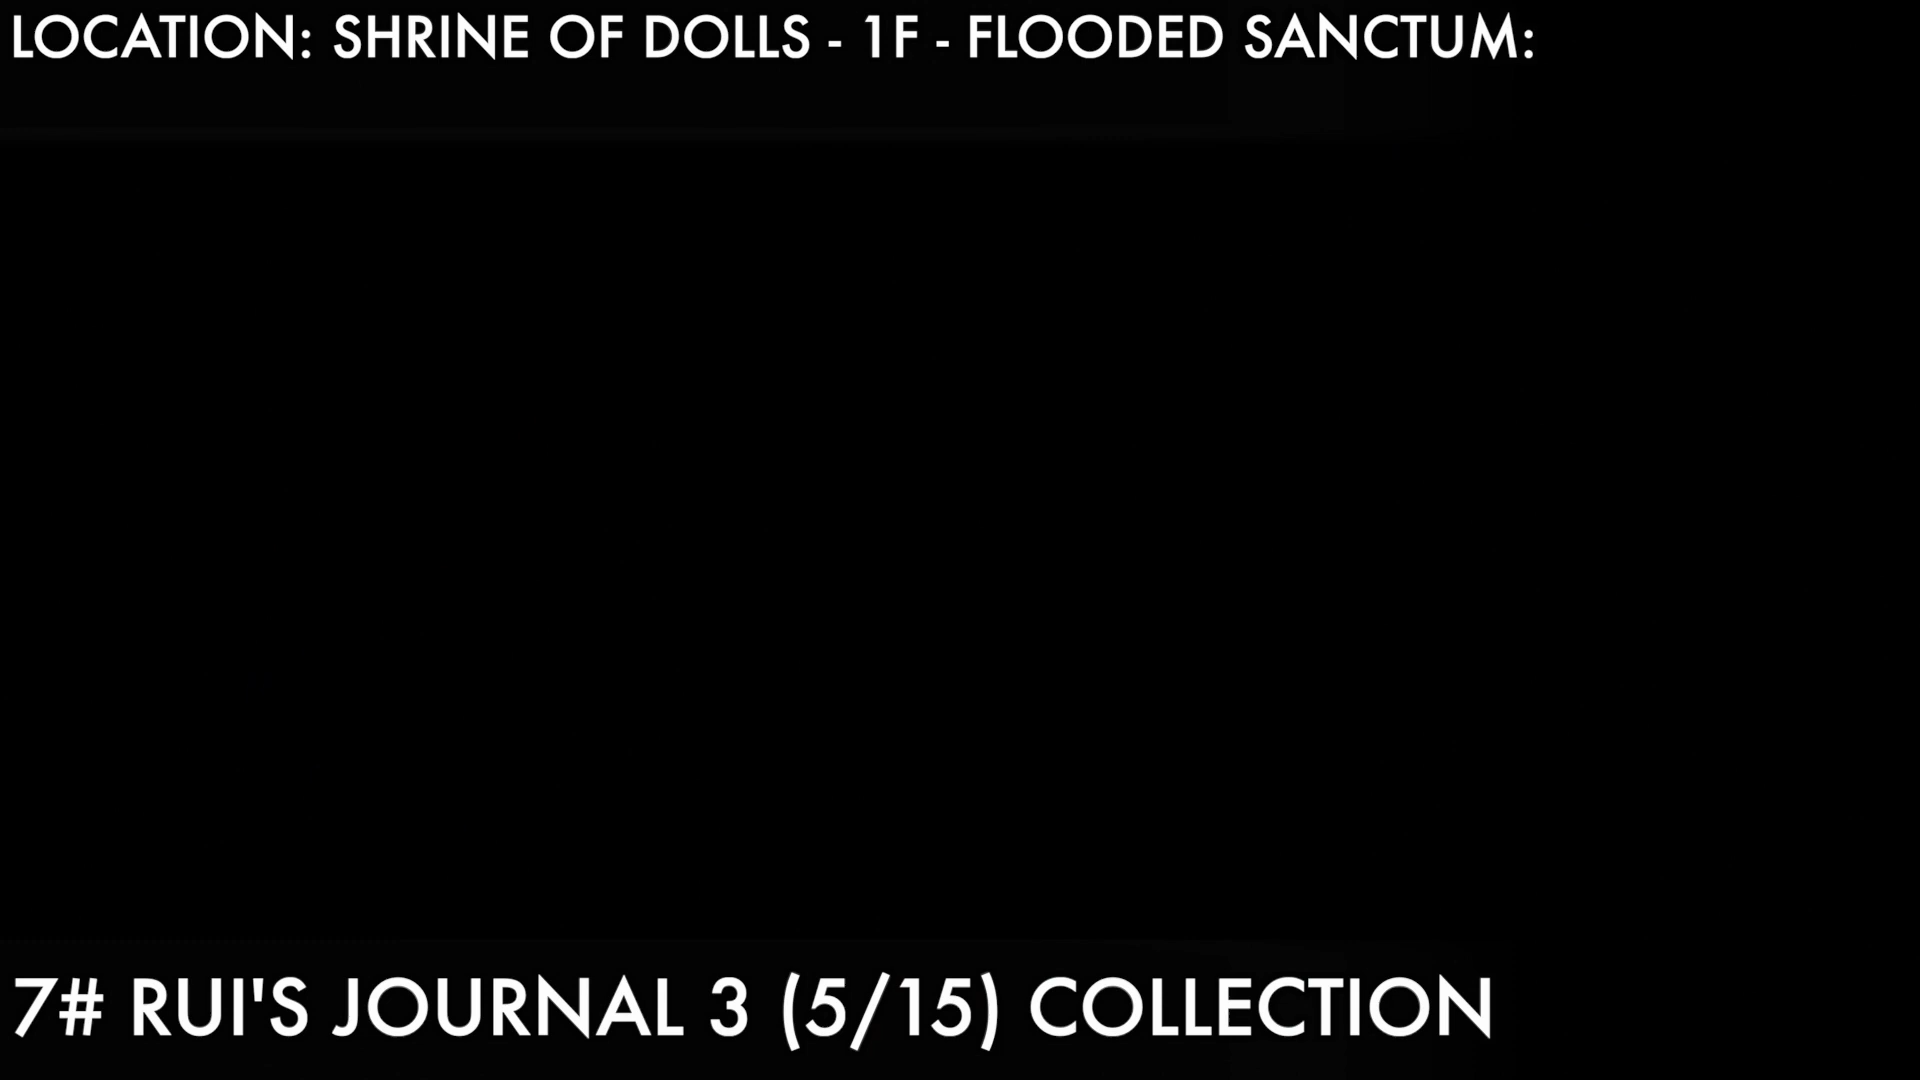 LOCATION: SHRINE OF DOLLS - 1F - FLOODED SANCTUM:
7# RUI'S JOURNAL 3 (5/15) COLLECTION